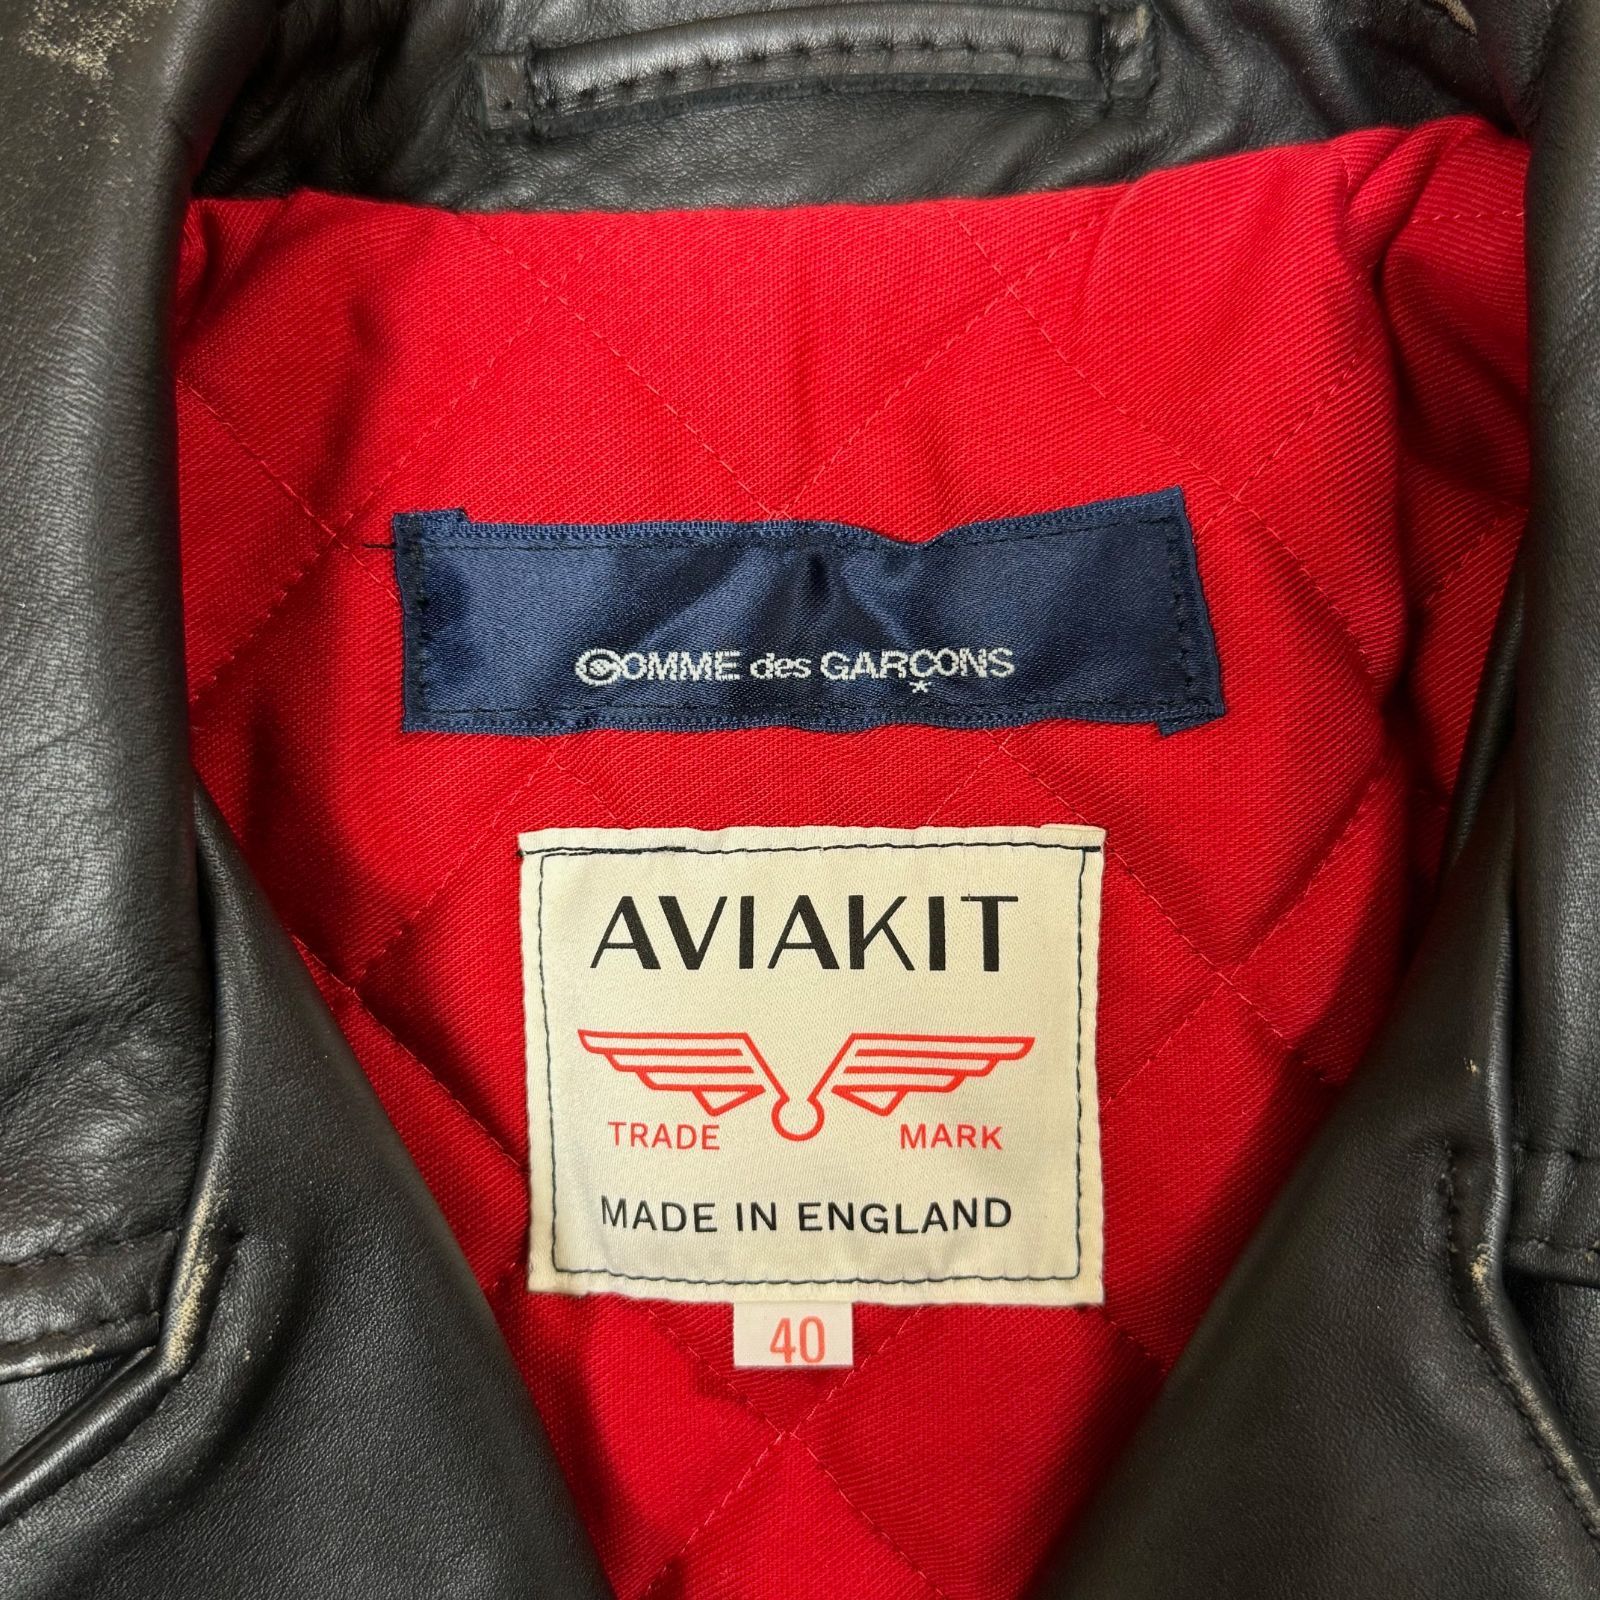 COMME des GARÇONS
*
AVIAKIT
TRADE MARK
MADE IN ENGLAND
40